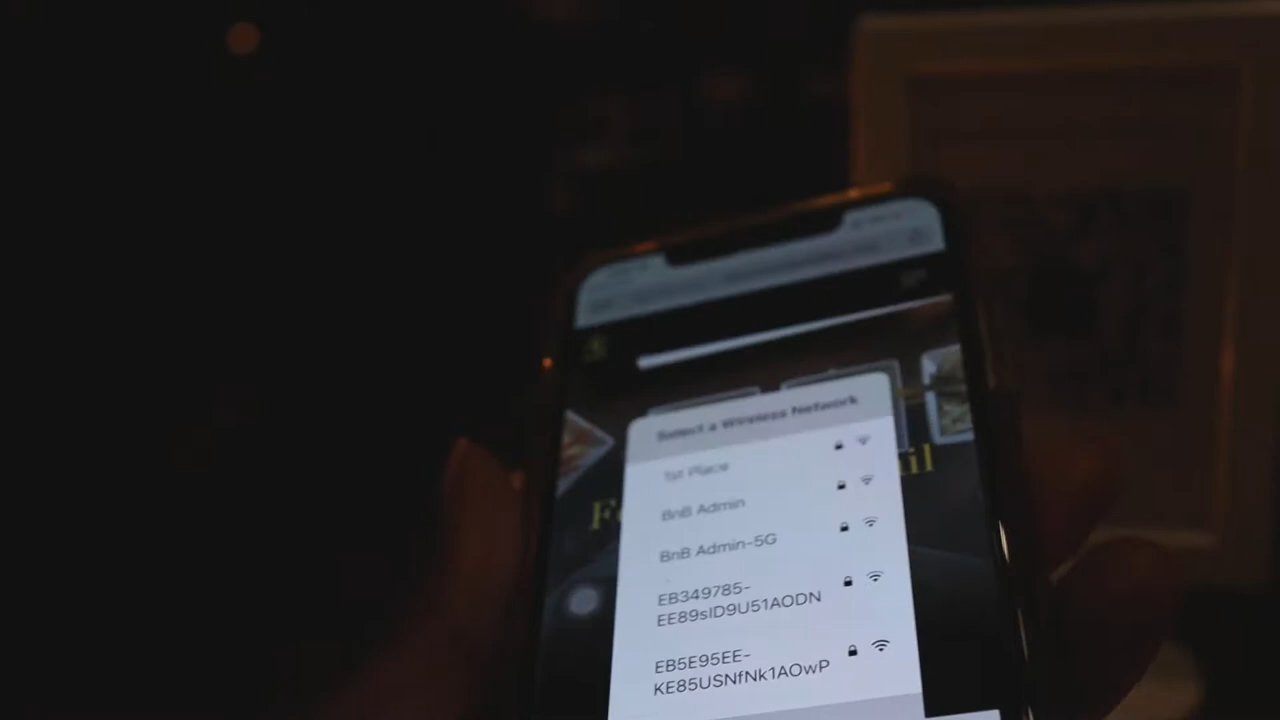 Select a Wireless Network
1st Place
BnB Admin
BnB Admin-5G
EB349785-
EE89sID9U51AODN
EB5E95EE-
KE85USNfNk1AOwP